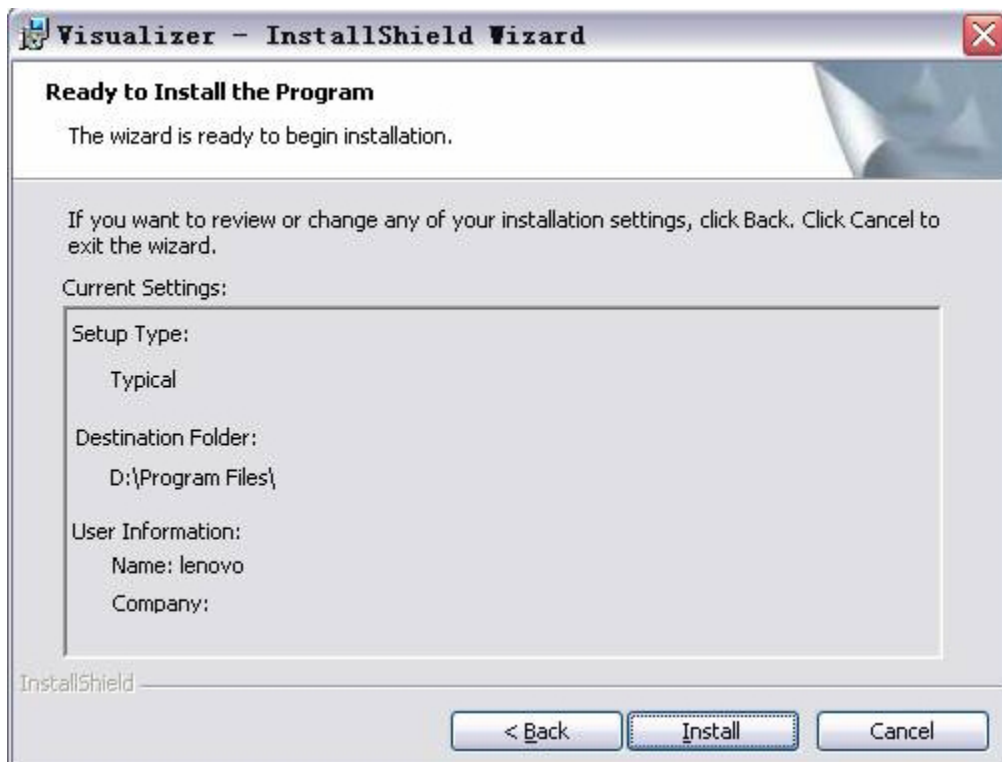 Visualizer - InstallShield Wizard
Ready to Install the Program
The wizard is ready to begin installation.
If you want to review or change any of your installation settings, click Back. Click Cancel to
exit the wizard.
Current Settings:
Setup Type:
Typical
Destination Folder:
D:\Program Files\
User Information:
Name: lenovo
Company:
InstallShield
< Back
Install
Cancel